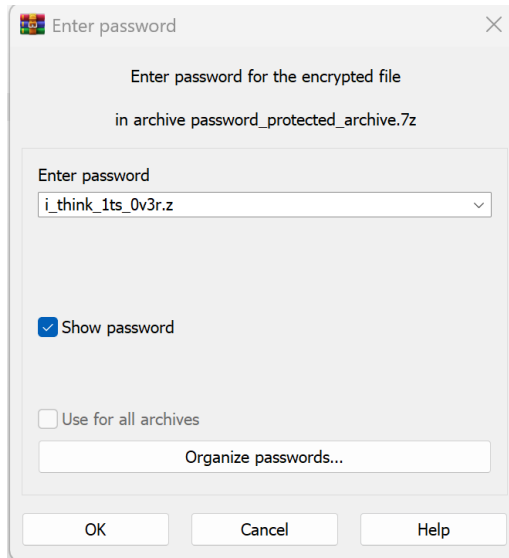 Enter password
Enter password for the encrypted file
in archive password_protected_archive.7z
Enter password
i_think_1ts_0v3r.z
Show password
Use for all archives
Organize passwords...
OK Cancel Help